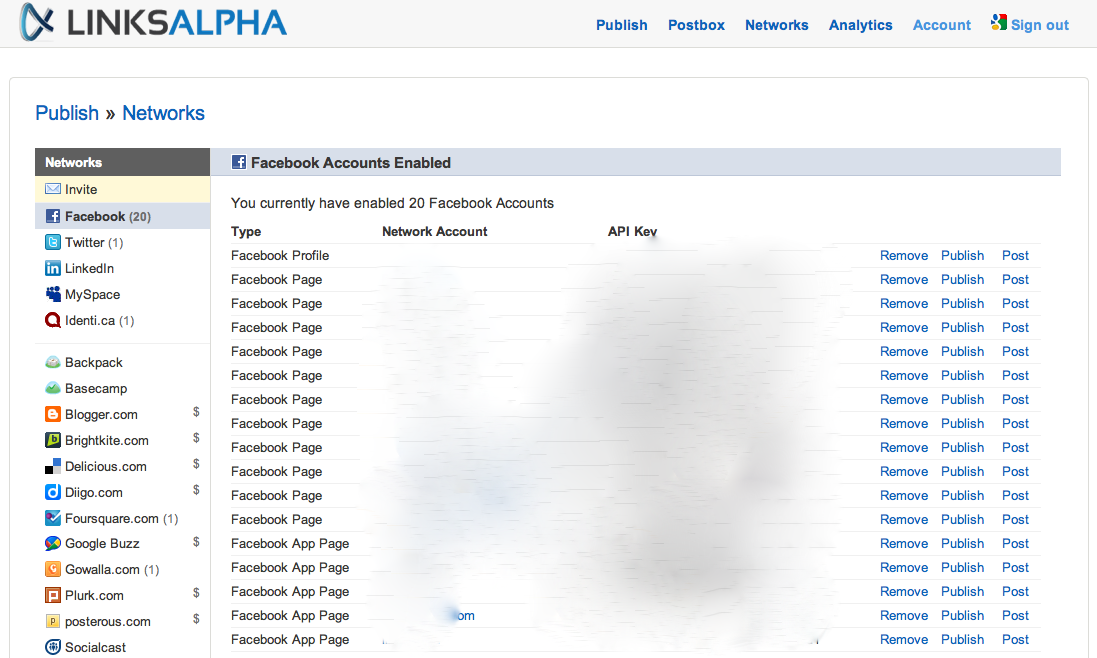 LINKSALPHA
Publish Postbox Networks Analytics Account Sign out
Publish » Networks
Networks
Invite
Facebook (20)
Twitter (1)
LinkedIn
MySpace
Identi.ca (1)
Backpack
Basecamp
Blogger.com $
Brightkite.com $
Delicious.com $
Diigo.com $
Foursquare.com (1)
Google Buzz $
Gowalla.com (1)
Plurk.com $
posterous.com $
Socialcast
Facebook Accounts Enabled
You currently have enabled 20 Facebook Accounts
Type Network Account API Key
Facebook Profile Remove Publish Post
Facebook Page Remove Publish Post
Facebook Page Remove Publish Post
Facebook Page Remove Publish Post
Facebook Page Remove Publish Post
Facebook Page Remove Publish Post
Facebook Page Remove Publish Post
Facebook Page Remove Publish Post
Facebook Page Remove Publish Post
Facebook Page Remove Publish Post
Facebook Page Remove Publish Post
Facebook Page Remove Publish Post
Facebook App Page Remove Publish Post
Facebook App Page Remove Publish Post
Facebook App Page Remove Publish Post
Facebook App Page om Remove Publish Post
Facebook App Page Remove Publish Post